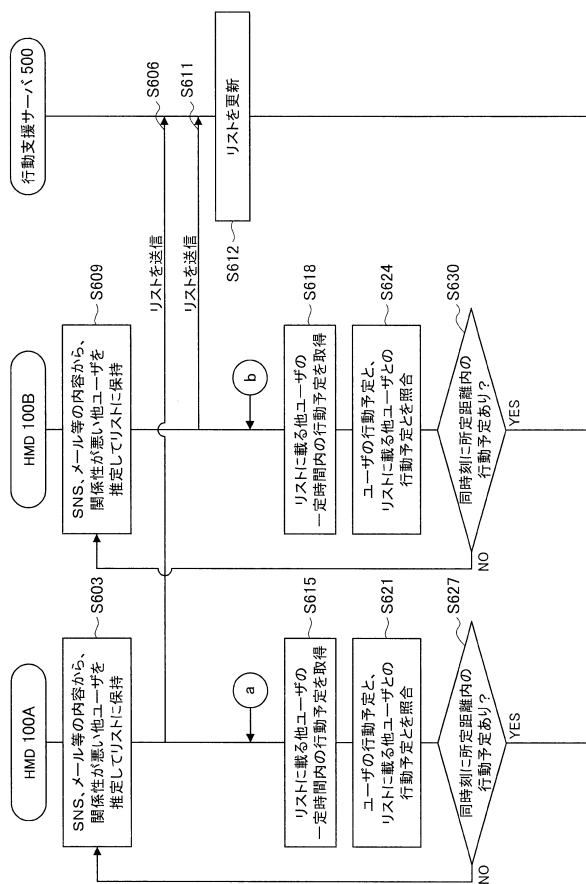 HMD 100A
S603
SNS、メール等の内容から、
関係性が悪い他ユーザを
推定してリストに保持
a
S615
リストに載る他ユーザの
一定時間内の行動予定を取得
S621
ユーザの行動予定と、
リストに載る他ユーザとの
行動予定とを照合
S627
同時刻に所定距離内の
行動予定あり?
NO
YES
HMD 100B
S609
SNS、メール等の内容から、
関係性が悪い他ユーザを
推定してリストに保持
b
S618
リストに載る他ユーザの
一定時間内の行動予定を取得
S624
ユーザの行動予定と、
リストに載る他ユーザとの
行動予定とを照合
S630
同時刻に所定距離内の
行動予定あり?
NO
YES
行動支援サーバ 500
リストを送信
S606
リストを送信
S611
S612
リストを更新